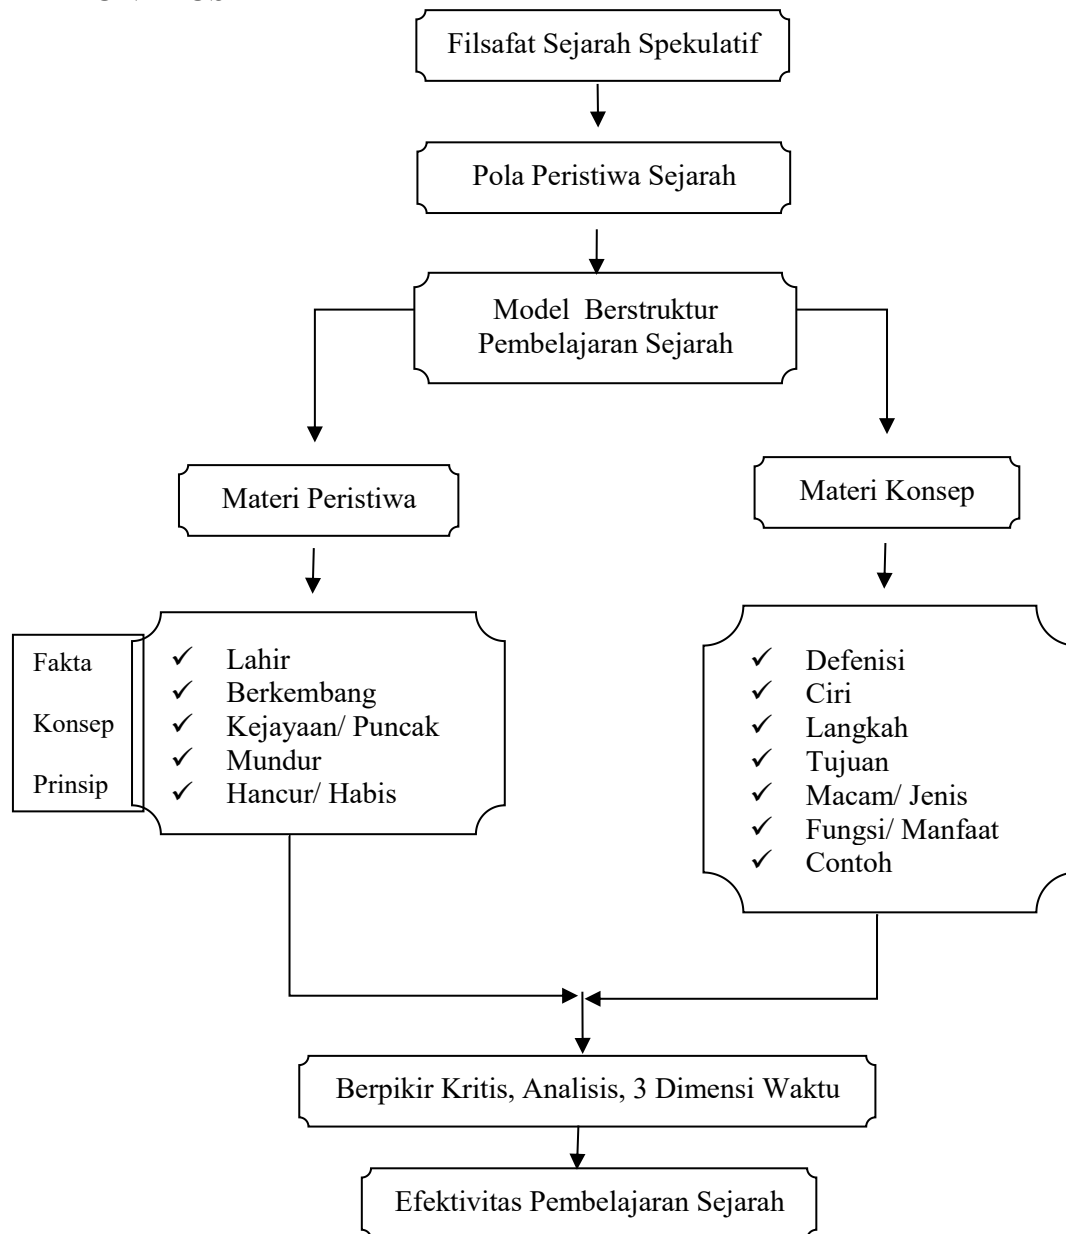 Filsafat Sejarah Spekulatif
Pola Peristiwa Sejarah
Model Berstruktur
Pembelajaran Sejarah
Materi Peristiwa
Materi Konsep
Fakta
Konsep
Prinsip
✓ Lahir
✓ Berkembang
✓ Kejayaan/ Puncak
✓ Mundur
✓ Hancur/ Habis
✓ Defenisi
✓ Ciri
✓ Langkah
✓ Tujuan
✓ Macam/ Jenis
✓ Fungsi/ Manfaat
✓ Contoh
Berpikir Kritis, Analisis, 3 Dimensi Waktu
Efektivitas Pembelajaran Sejarah